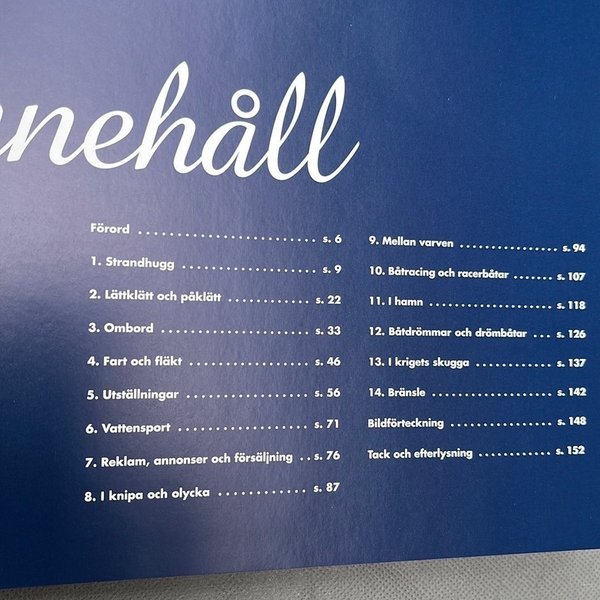 nnehåll
Förord .......................... s. 6
1. Strandhugg ................... s. 9
2. Lättklätt och påklätt ............ s. 22
3. Ombord ...................... s. 33
4. Fart och fläkt .................. s. 46
5. Utställningar .................. s. 56
6. Vattensport ................... s. 71
7. Reklam, annonser och försäljning .. s. 76
8. I knipa och olycka ............. s. 87
9. Mellan varven ................ s. 94
10. Båtracing och racerbåtar ....... s. 107
11. I hamn ..................... s. 118
12. Båtdrömmar och drömbåtar ... s. 126
13. I krigets skugga ............. s. 137
14. Bränsle .................... s. 142
Bildförteckning ................. s. 148
Tack och efterlysning ............ s. 152